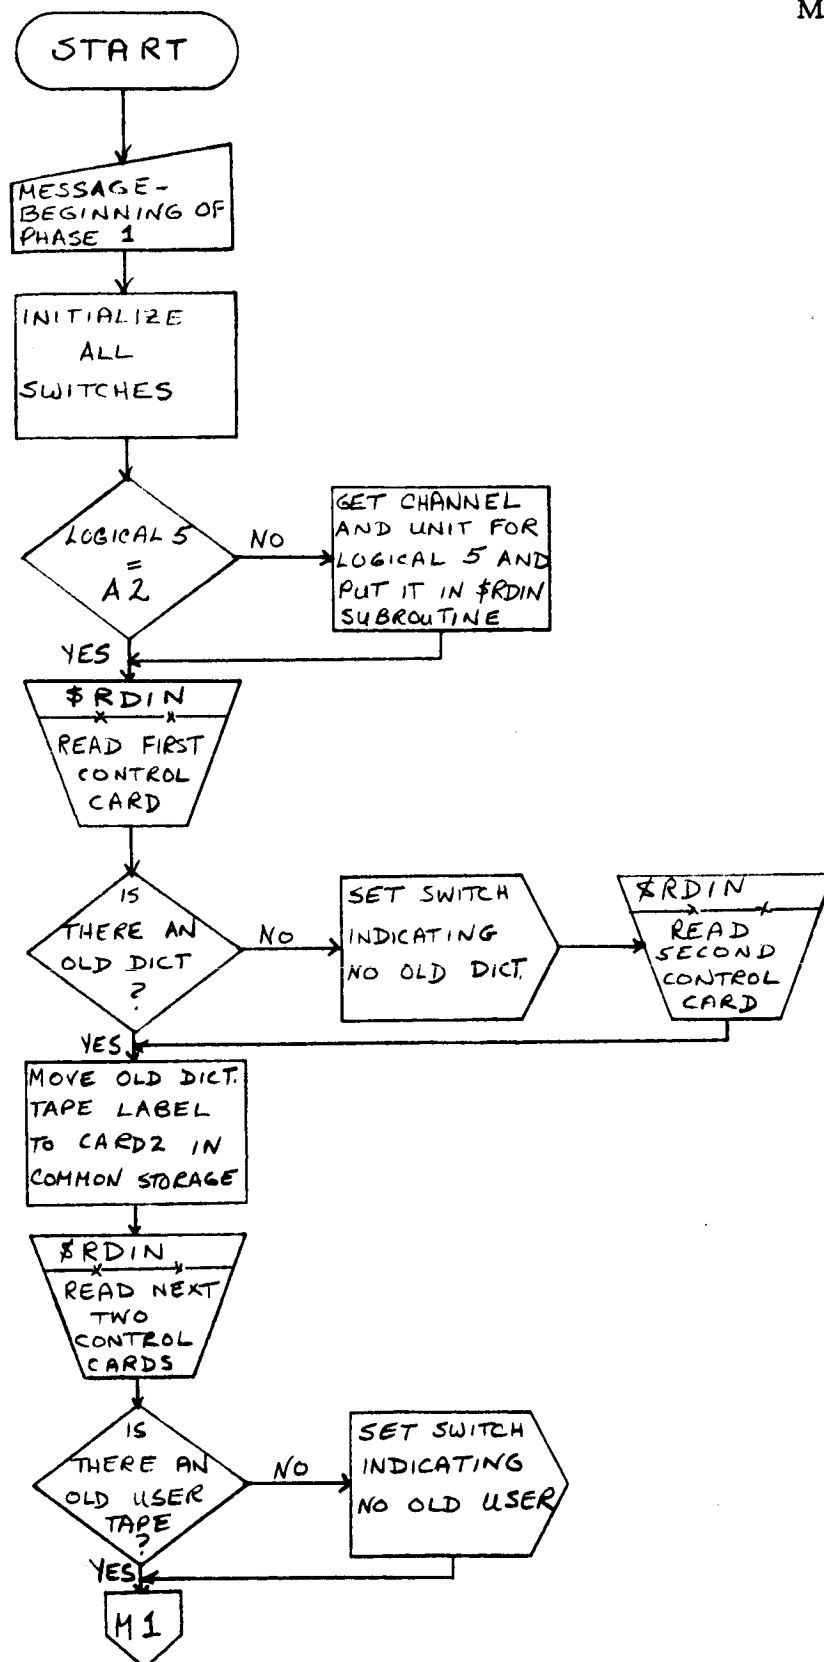 M
START
MESSAGE-
BEGINNING OF
PHASE 1
INITIALIZE
ALL
SWITCHES
LOGICAL 5
=
A2
NO
GET CHANNEL
AND UNIT FOR
LOGICAL 5 AND
PUT IT IN $RDIN
SUBROUTINE
YES
$RDIN
READ FIRST
CONTROL
CARD
IS
THERE AN
OLD DICT
?
NO
SET SWITCH
INDICATING
NO OLD DICT.
$RDIN
READ
SECOND
CONTROL
CARD
YES
MOVE OLD DICT.
TAPE LABEL
TO CARD2 IN
COMMON STORAGE
$RDIN
READ NEXT
TWO
CONTROL
CARDS
IS
THERE AN
OLD USER
TAPE
?
NO
SET SWITCH
INDICATING
NO OLD USER
YES
M1